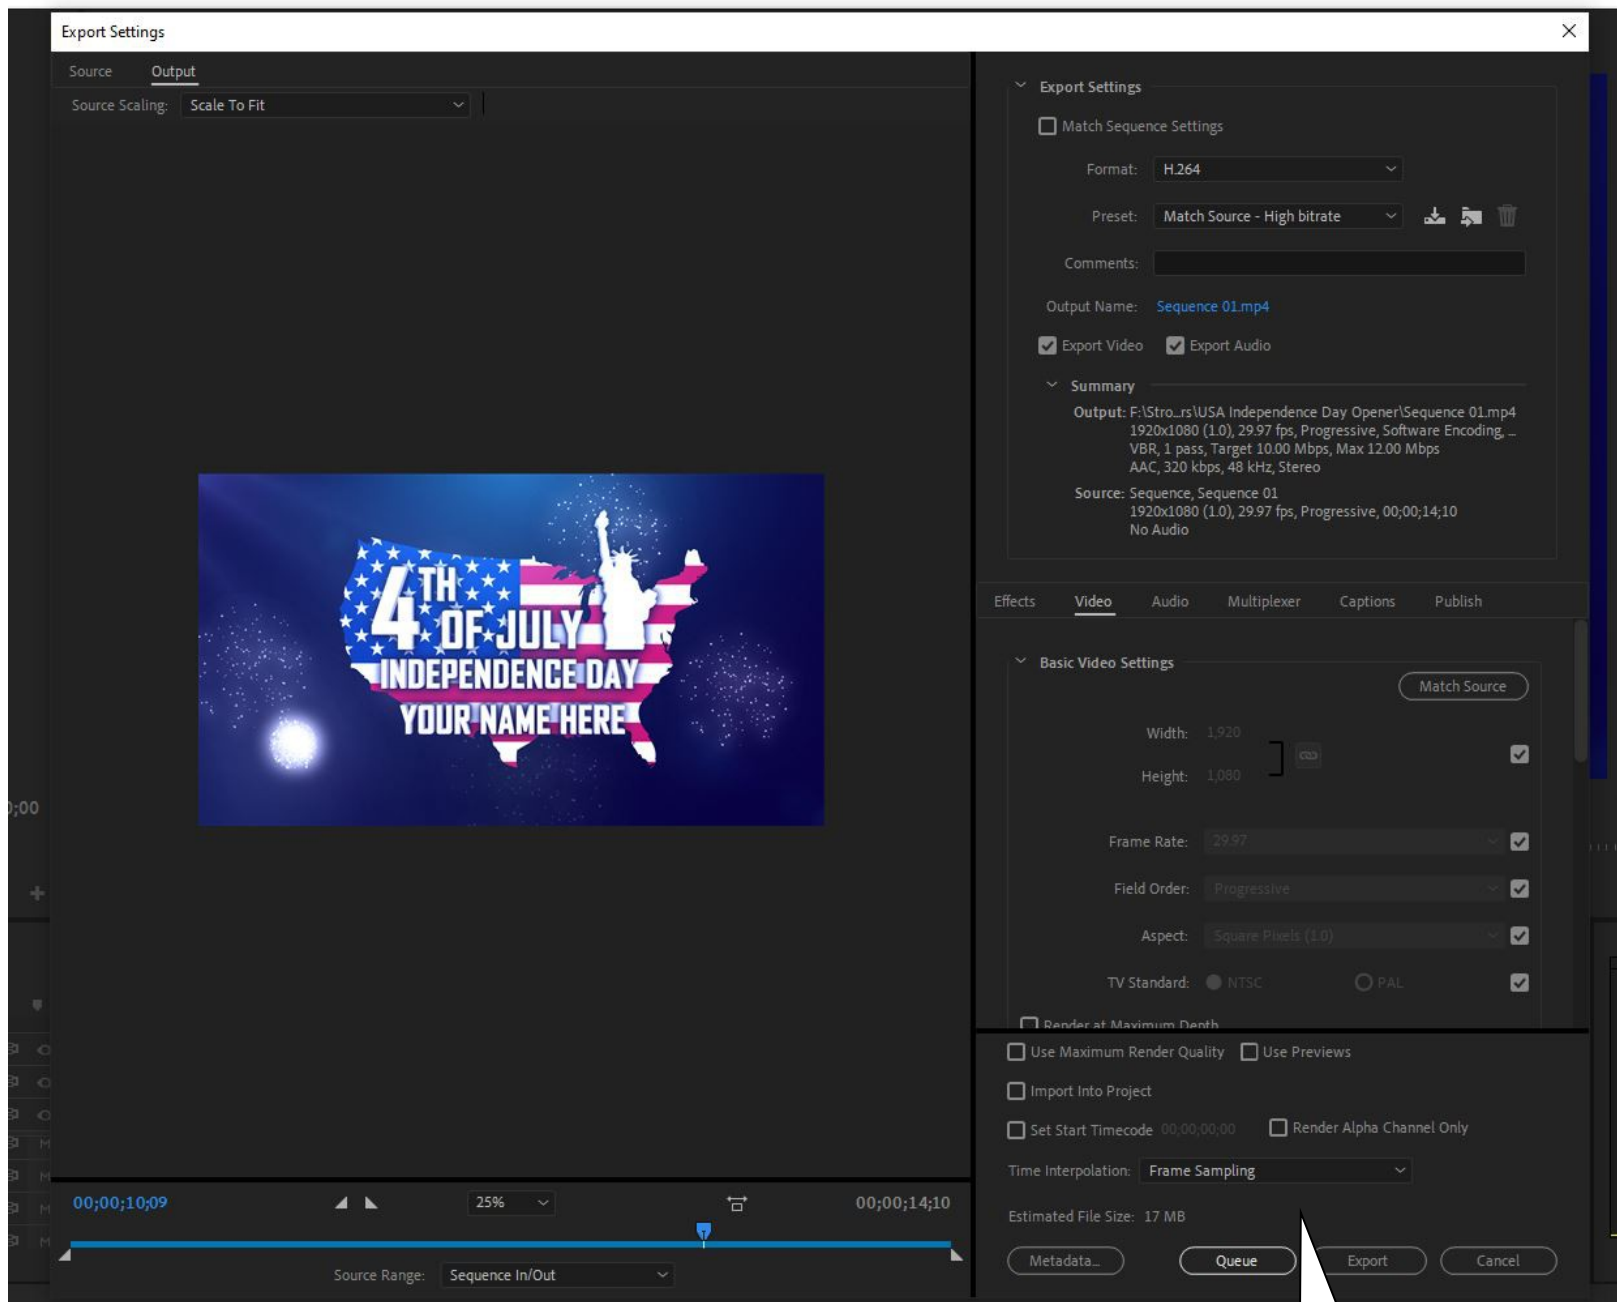 Export Settings
Source Output
Source Scaling: Scale To Fit
4TH
OF JULY
INDEPENDENCE DAY
YOUR NAME HERE
00;00;10;09 25% 00;00;14;10
Source Range: Sequence In/Out
Export Settings
Match Sequence Settings
Format: H.264
Preset: Match Source - High bitrate
Comments:
Output Name: Sequence 01.mp4
Export Video Export Audio
Summary
Output: F:\Stro...rs\USA Independence Day Opener\Sequence 01.mp4
1920x1080 (1.0), 29.97 fps, Progressive, Software Encoding, ...
VBR, 1 pass, Target 10.00 Mbps, Max 12.00 Mbps
AAC, 320 kbps, 48 kHz, Stereo
Source: Sequence, Sequence 01
1920x1080 (1.0), 29.97 fps, Progressive, 00;00;14;10
No Audio
Effects Video Audio Multiplexer Captions Publish
Basic Video Settings
Match Source
Width: 1,920
Height: 1,080
Frame Rate: 29.97
Field Order: Progressive
Aspect: Square Pixels (1.0)
TV Standard: NTSC PAL
Render at Maximum Depth
Use Maximum Render Quality Use Previews
Import Into Project
Set Start Timecode 00;00;00;00 Render Alpha Channel Only
Time Interpolation: Frame Sampling
Estimated File Size: 17 MB
Metadata... Queue Export Cancel